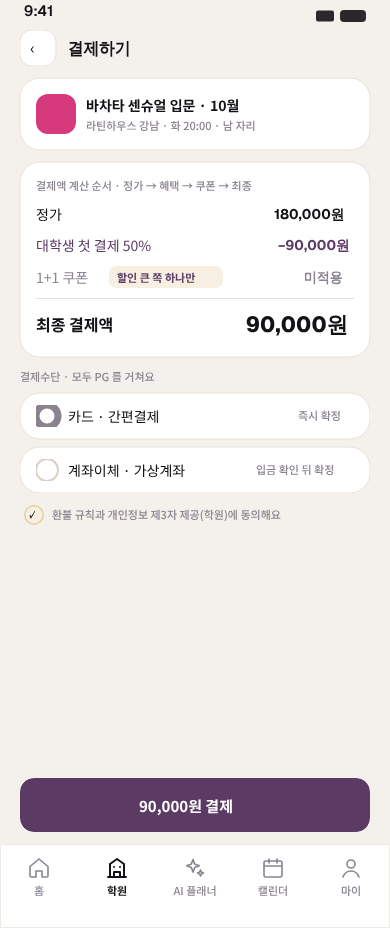 9:41
‹ 결제하기
바차타 센슈얼 입문 · 10월
라틴하우스 강남 · 화 20:00 · 남 자리
결제액 계산 순서 · 정가 → 혜택 → 쿠폰 → 최종
정가 180,000원
대학생 첫 결제 50% −90,000원
1+1 쿠폰 할인 큰 쪽 하나만 미적용
최종 결제액 90,000원
결제수단 · 모두 PG 를 거쳐요
카드 · 간편결제 즉시 확정
계좌이체 · 가상계좌 입금 확인 뒤 확정
✓ 환불 규칙과 개인정보 제3자 제공(학원)에 동의해요
90,000원 결제
홈 학원 AI 플래너 캘린더 마이